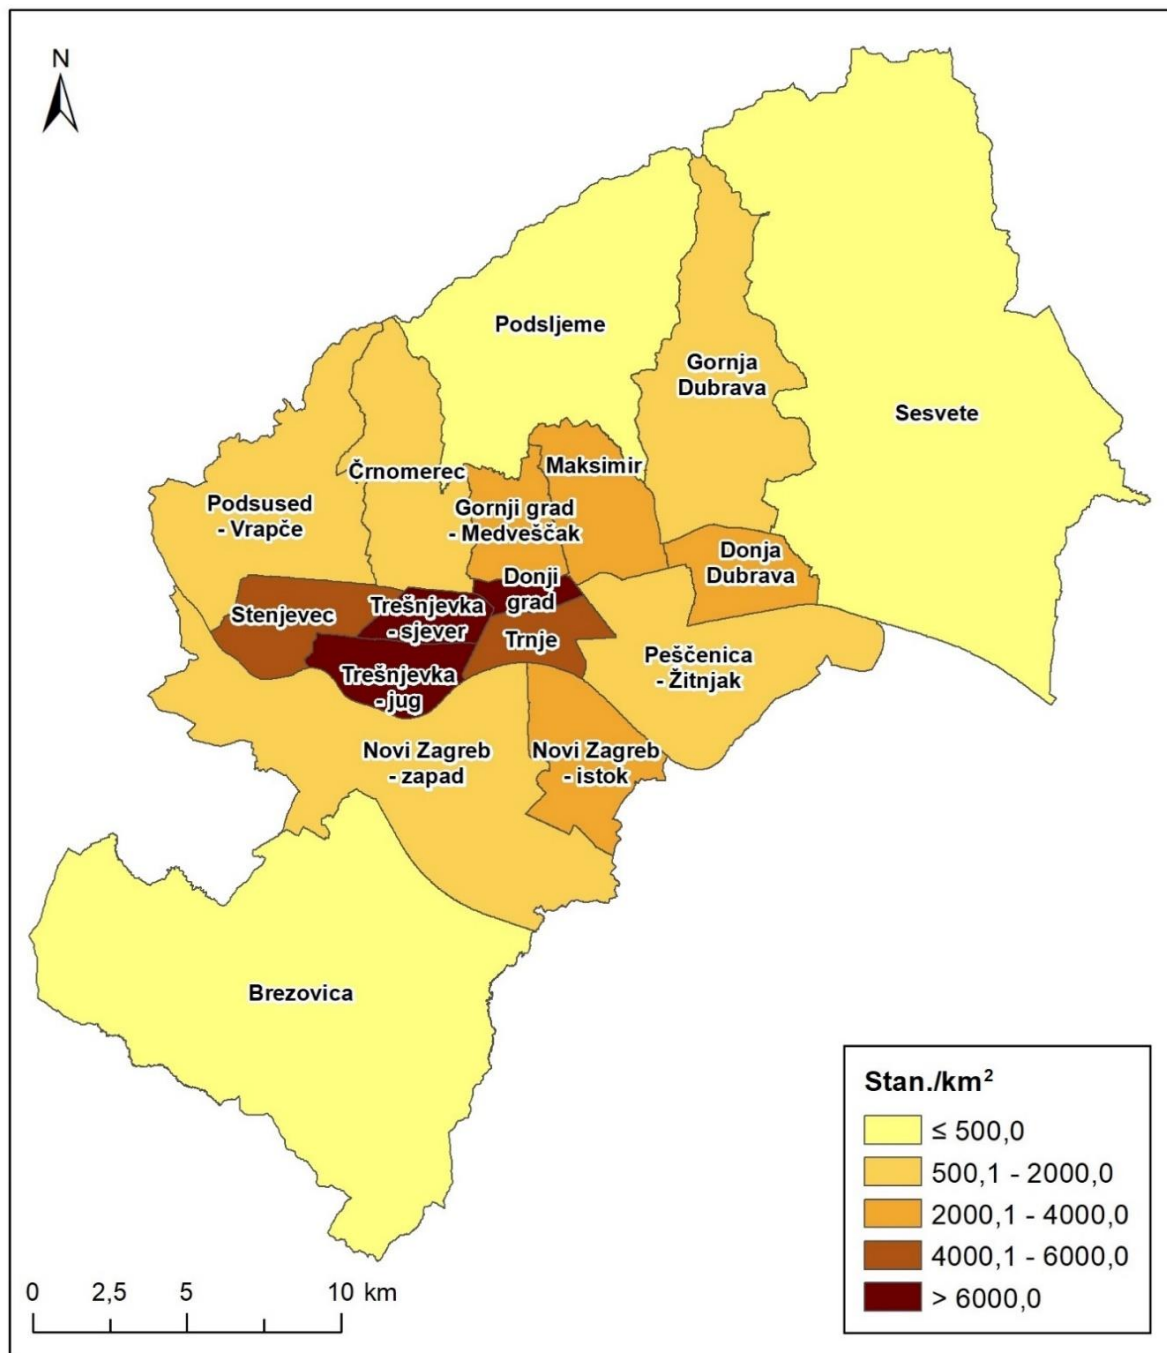 N
Podsljeme
Gornja
Dubrava
Sesvete
Črnomerec
Maksimir
Podsused
- Vrapče
Gornji grad
- Medveščak
Donja
Dubrava
Donji
grad
Stenjevec
Trešnjevka
- sjever
Trnje
Peščenica
- Žitnjak
Trešnjevka
- jug
Novi Zagreb
- zapad
Novi Zagreb
- istok
Brezovica
Stan./km²
≤ 500,0
500,1 - 2000,0
2000,1 - 4000,0
4000,1 - 6000,0
> 6000,0
0 2,5 5 10 km